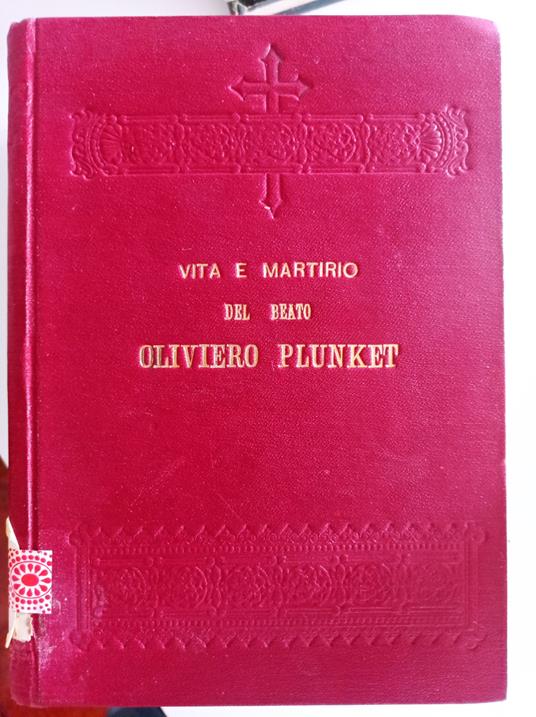 VITA E MARTIRIO
DEL BEATO
OLIVIERO PLUNKET